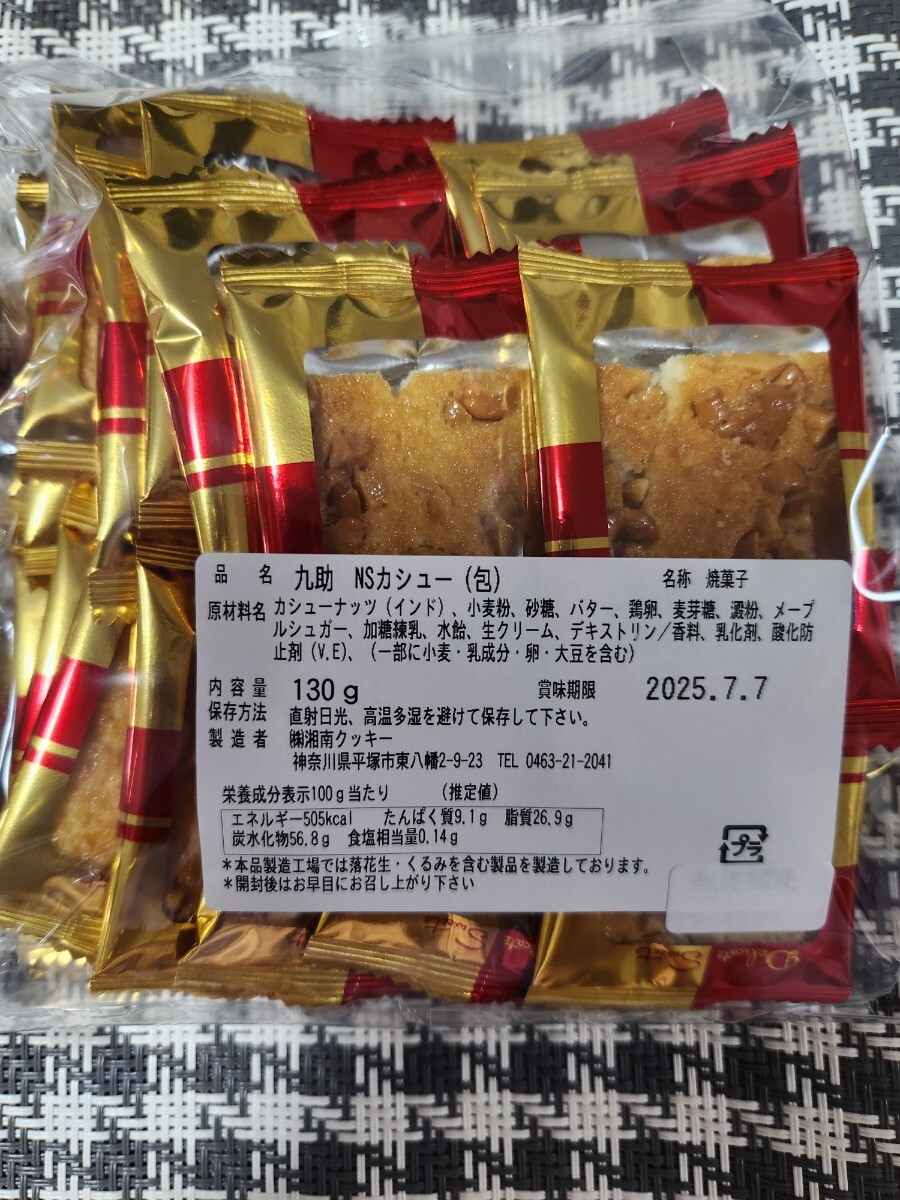 品名 九助 NSカシュー(包) 名称 焼菓子
原材料名 カシューナッツ(インド)、小麦粉、砂糖、バター、鶏卵、麦芽糖、澱粉、メープ
ルシュガー、加糖練乳、水飴、生クリーム、デキストリン/香料、乳化剤、酸化防
止剤(V.E)、(一部に小麦・乳成分・卵・大豆を含む)
内容量 130g 賞味期限 2025.7.7
保存方法 直射日光、高温多湿を避けて保存して下さい。
製造者 ㈱湘南クッキー
神奈川県平塚市東八幡2-9-23 TEL 0463-21-2041
栄養成分表示100g当たり (推定値)
エネルギー505kcal たんぱく質9.1g 脂質26.9g
炭水化物56.8g 食塩相当量0.14g
プラ
*本品製造工場では落花生・くるみを含む製品を製造しております。
*開封後はお早目にお召し上がり下さい
Sweets
Delicate
Sweets